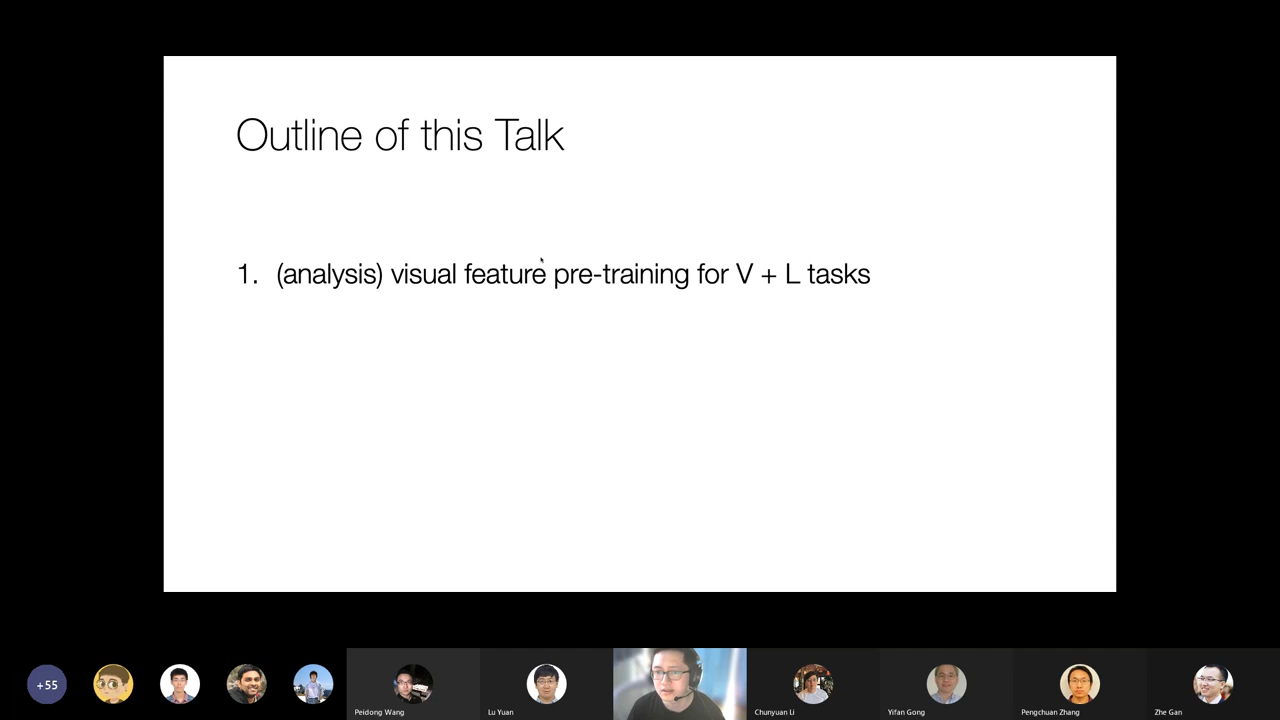 Outline of this Talk
1. (analysis) visual feature pre-training for V + L tasks
+55
Peidong Wang
Lu Yuan
Chunyuan Li
Yifan Gong
Pengchuan Zhang
Zhe Gan